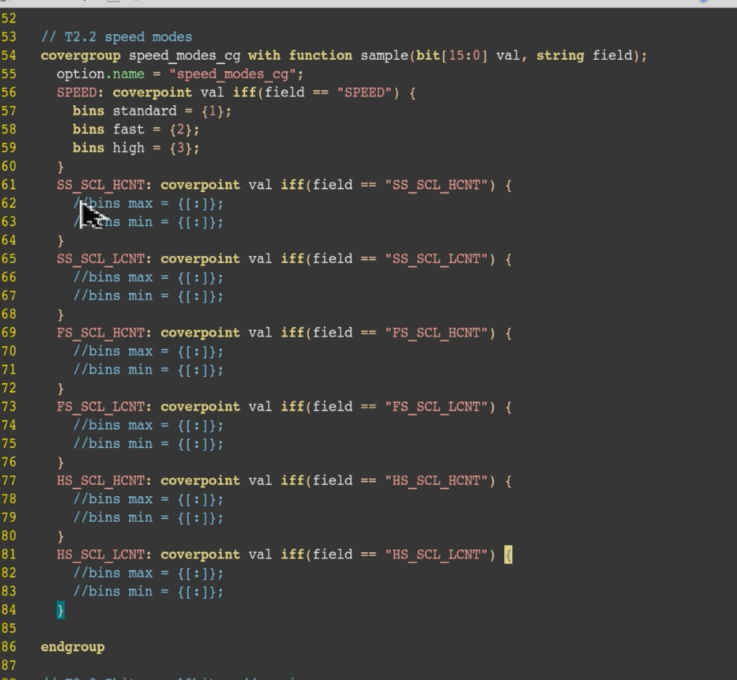 52
53 // T2.2 speed modes
54 covergroup speed_modes_cg with function sample(bit[15:0] val, string field);
55   option.name = "speed_modes_cg";
56   SPEED: coverpoint val iff(field == "SPEED") {
57     bins standard = {1};
58     bins fast = {2};
59     bins high = {3};
60   }
61   SS_SCL_HCNT: coverpoint val iff(field == "SS_SCL_HCNT") {
62     //bins max = {[:]};
63     / ns min = {[:]};
64   }
65   SS_SCL_LCNT: coverpoint val iff(field == "SS_SCL_LCNT") {
66     //bins max = {[:]};
67     //bins min = {[:]};
68   }
69   FS_SCL_HCNT: coverpoint val iff(field == "FS_SCL_HCNT") {
70     //bins max = {[:]};
71     //bins min = {[:]};
72   }
73   FS_SCL_LCNT: coverpoint val iff(field == "FS_SCL_LCNT") {
74     //bins max = {[:]};
75     //bins min = {[:]};
76   }
77   HS_SCL_HCNT: coverpoint val iff(field == "HS_SCL_HCNT") {
78     //bins max = {[:]};
79     //bins min = {[:]};
80   }
81   HS_SCL_LCNT: coverpoint val iff(field == "HS_SCL_LCNT") {
82     //bins max = {[:]};
83     //bins min = {[:]};
84   }
85
86 endgroup
87